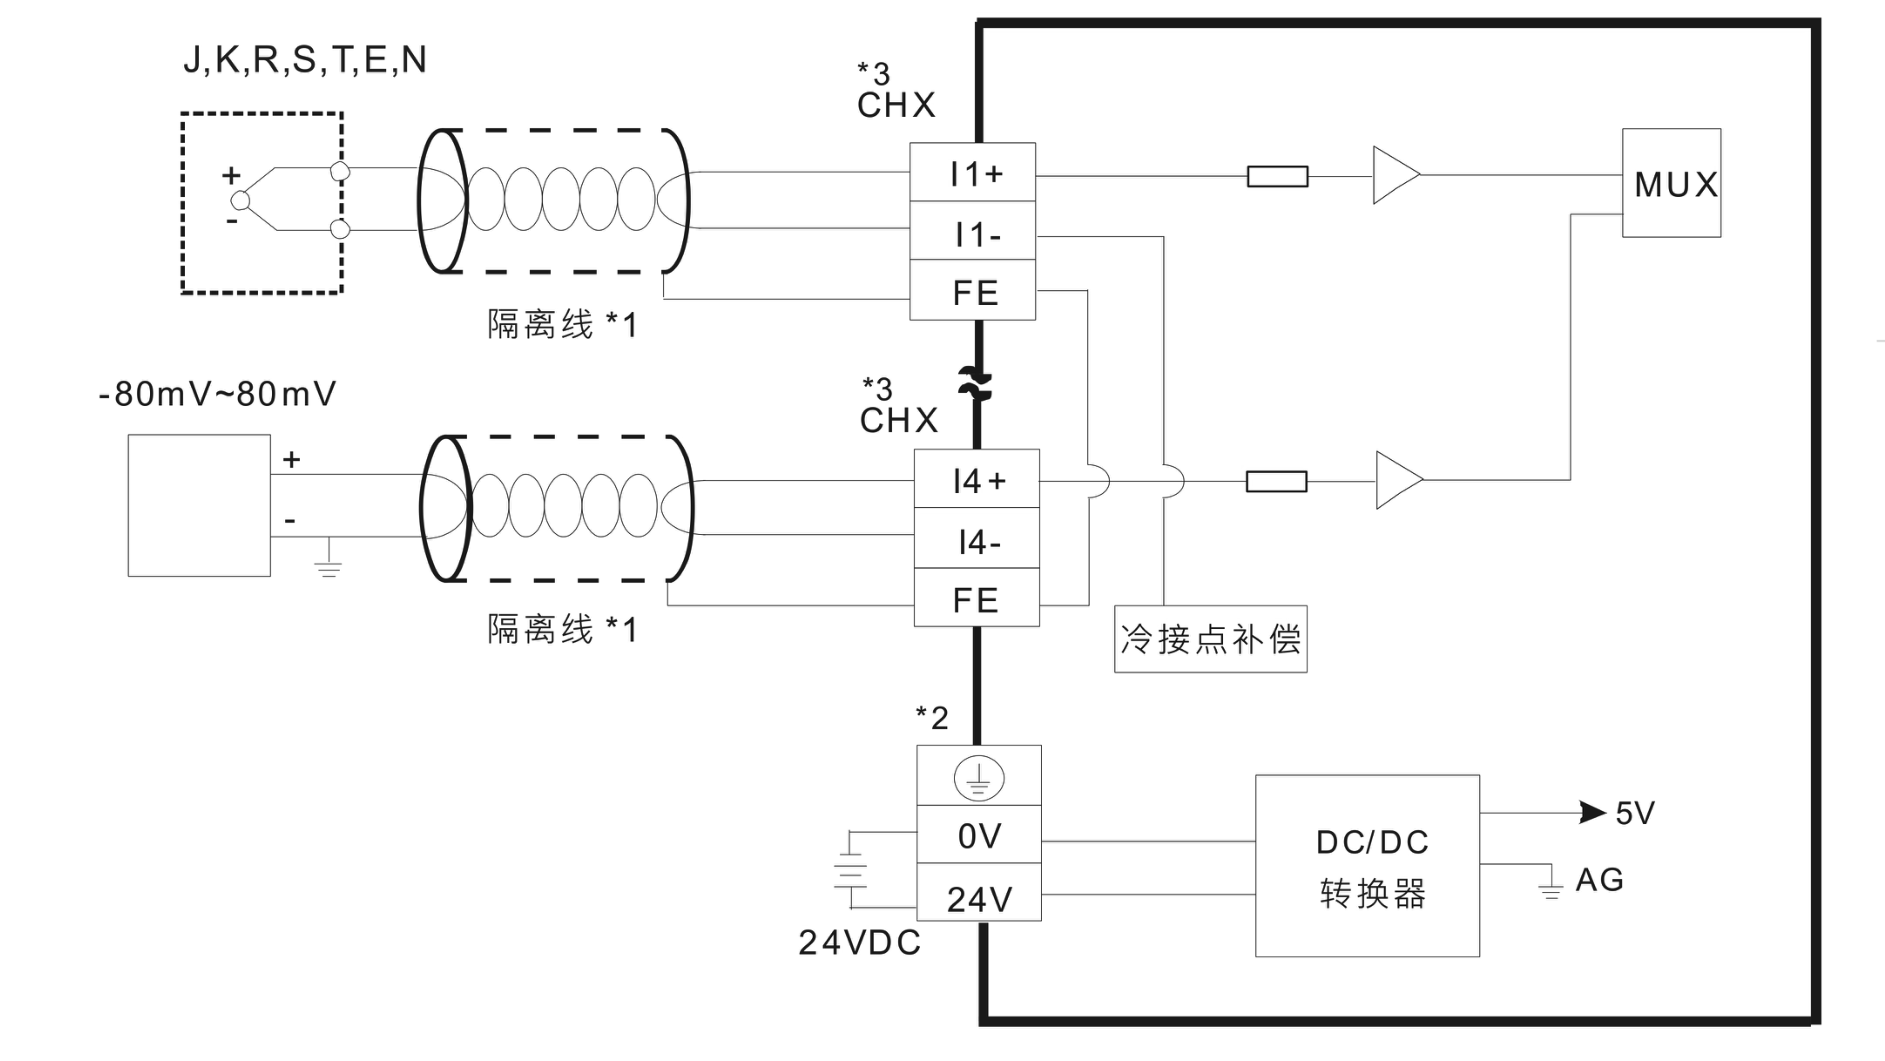 J,K,R,S,T,E,N
*3
CHX
+
-
I1+
I1-
FE
MUX
隔离线 *1
-80mV~80mV
*3
CHX
+
-
I4+
I4-
FE
隔离线 *1
冷接点补偿
*2
0V
24V
24VDC
DC/DC
转换器
5V
AG